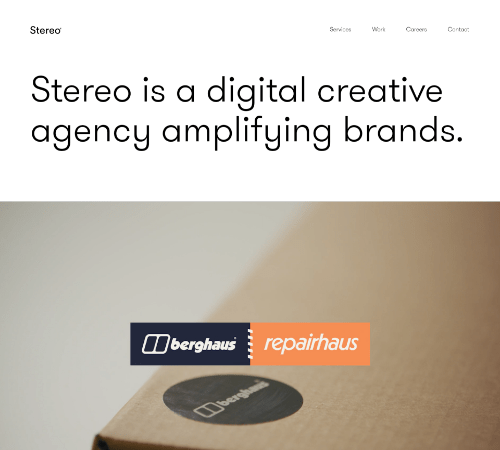 Stereo
Services
Work
Careers
Contact
Stereo is a digital creative
agency amplifying brands.
berghaus
repairhaus
berghaus